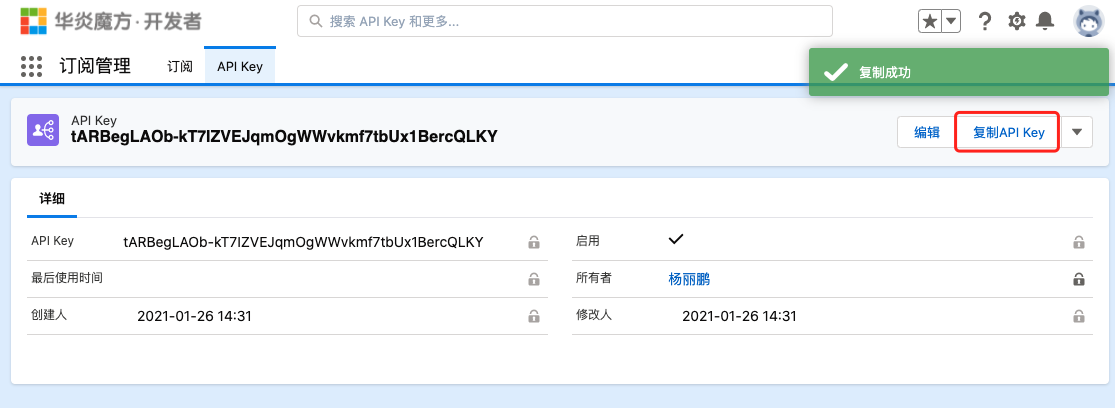 华炎魔方·开发者
搜索 API Key 和更多...
订阅管理 订阅 API Key
复制成功
API Key
tARBegLAOb-kT7lZVEJqmOgWWvkmf7tbUx1BercQLKY
编辑 复制API Key
详细
API Key tARBegLAOb-kT7lZVEJqmOgWWvkmf7tbUx1BercQLKY 启用
最后使用时间 所有者 杨丽鹏
创建人 2021-01-26 14:31 修改人 2021-01-26 14:31